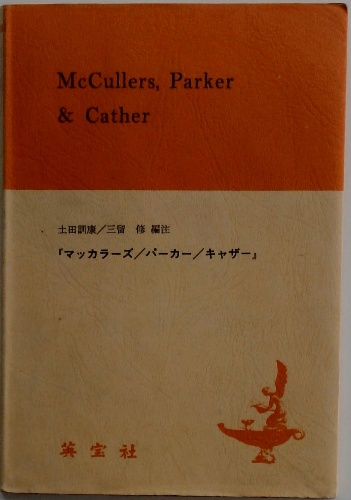 McCullers, Parker
& Cather
土田訓康／三留 修 編注
『マッカラーズ／パーカー／キャザー』
英宝社